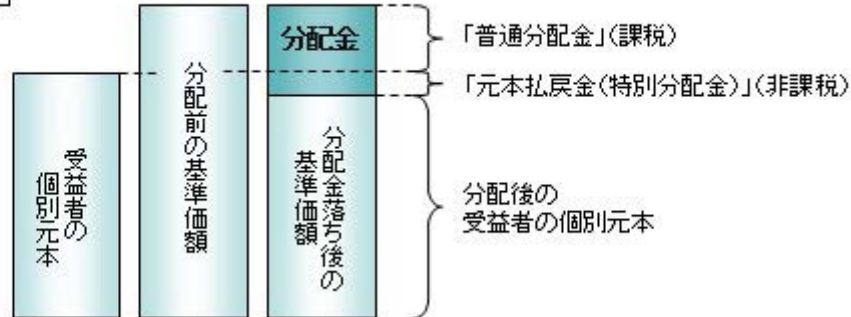 受益者の
個別元本
分配前の基準価額
分配金
分配金落ち後の
基準価額
「普通分配金」(課税)
「元本払戻金(特別分配金)」(非課税)
分配後の
受益者の個別元本